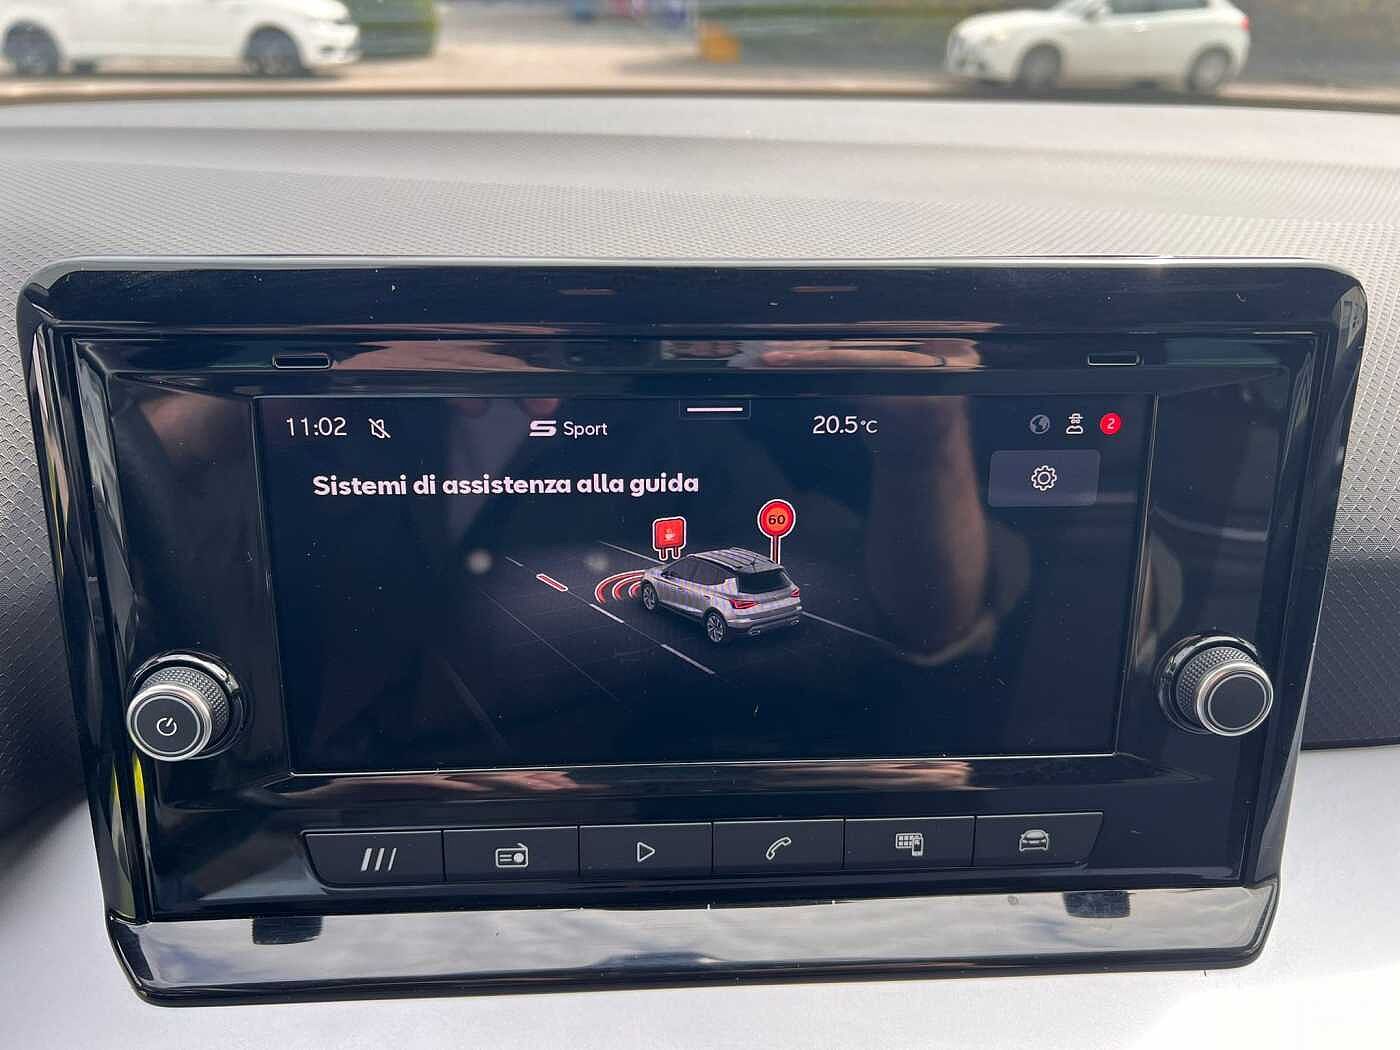 11:02
Sport
20.5°C
2
Sistemi di assistenza alla guida
60